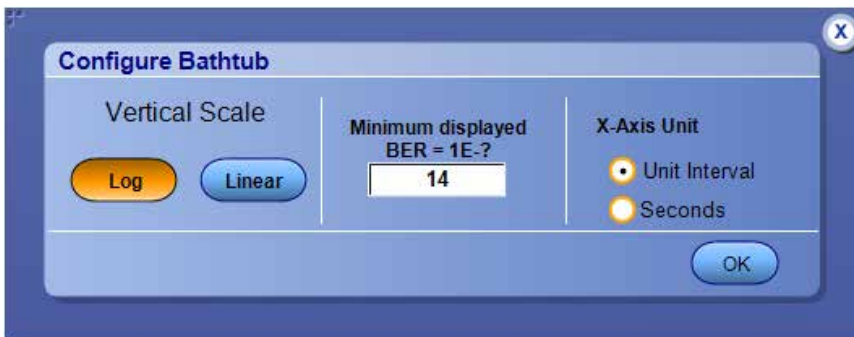 X
Configure Bathtub
Vertical Scale
Log
Linear
Minimum displayed
BER = 1E-?
14
X-Axis Unit
Unit Interval
Seconds
OK